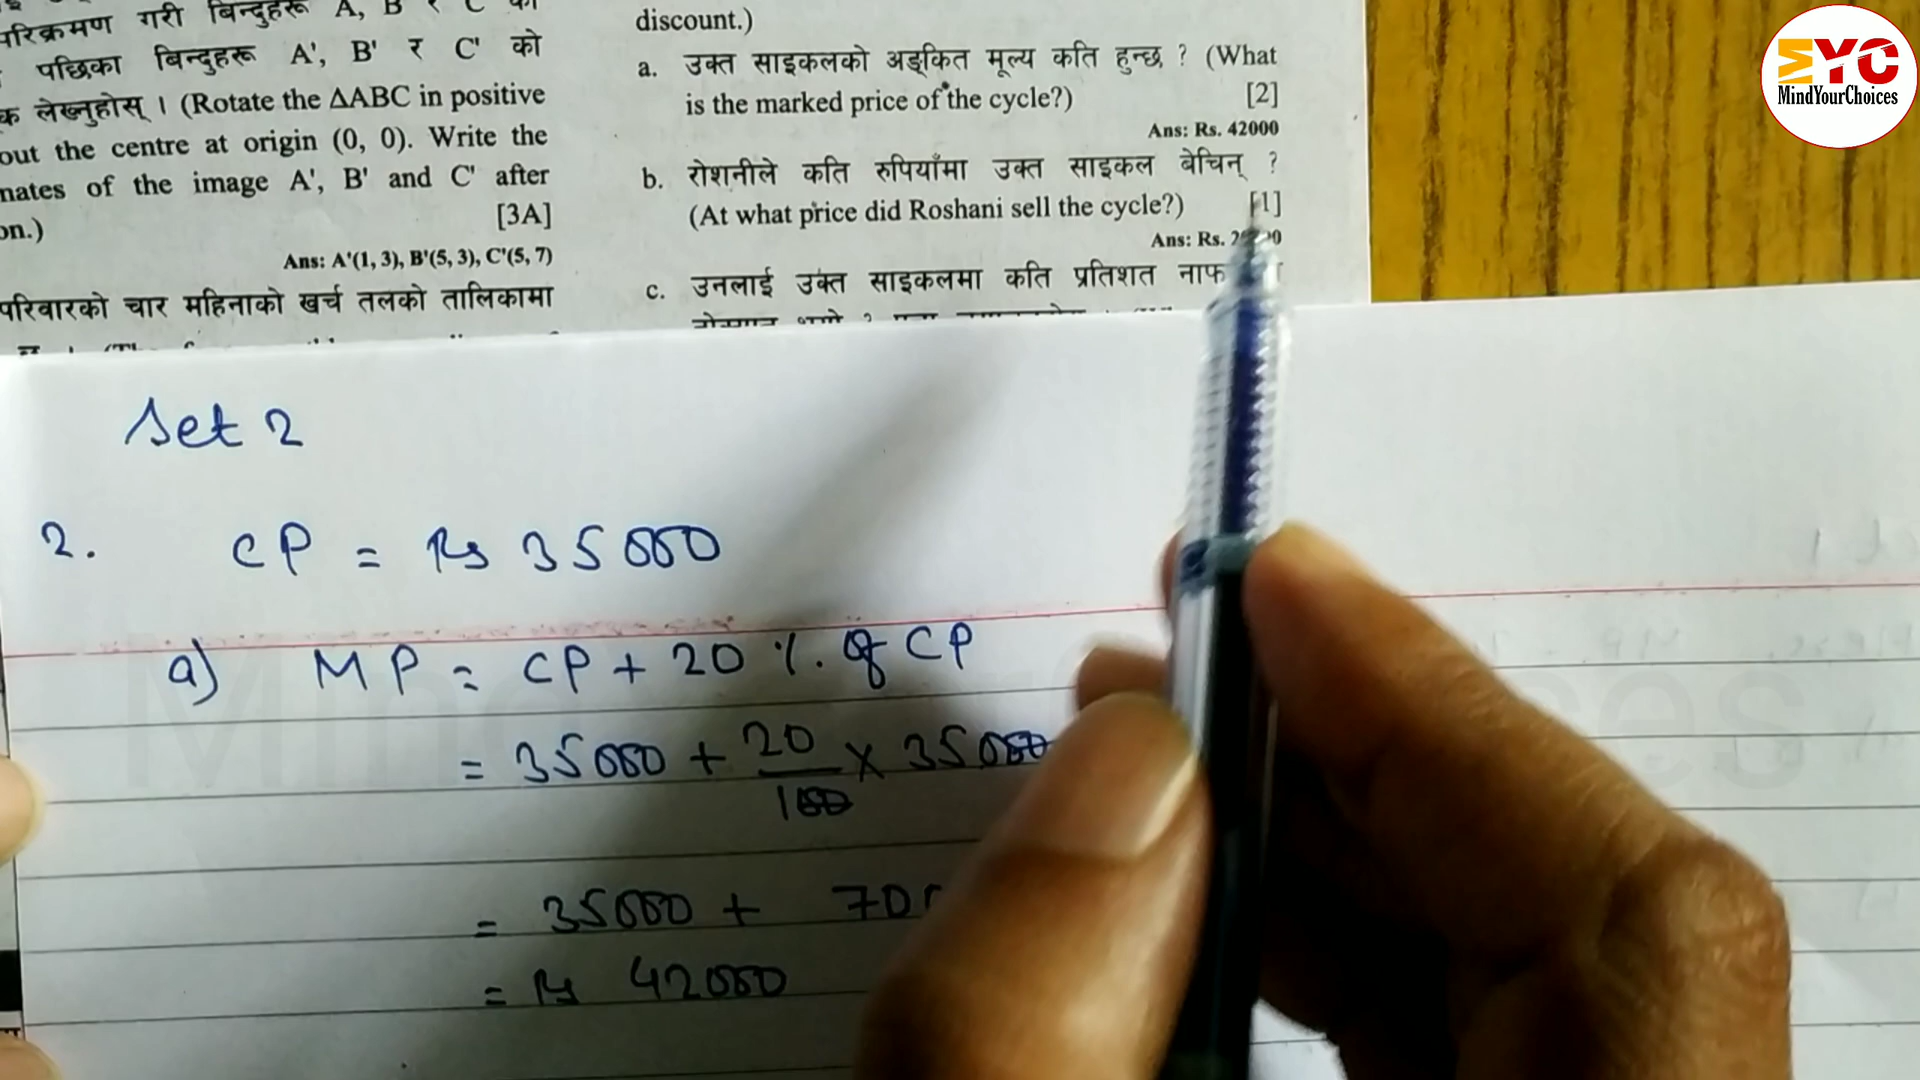 परिक्रमण गरी बिन्दुहरू A, B र C को
पछिका बिन्दुहरू A', B' र C' को
लेख्नुहोस् । (Rotate the ΔABC in positive
out the centre at origin (0, 0). Write the
nates of the image A', B' and C' after
on.) [3A]
Ans: A'(1, 3), B'(5, 3), C'(5, 7)
परिवारको चार महिनाको खर्च तलको तालिकामा
discount.)
a. उक्त साइकलको अङ्कित मूल्य कति हुन्छ ? (What
is the marked price of the cycle?) [2]
Ans: Rs. 42000
b. रोशनीले कति रुपियाँमा उक्त साइकल बेचिन् ?
(At what price did Roshani sell the cycle?) [1]
Ans: Rs.
c. उनलाई उक्त साइकलमा कति प्रतिशत
MYC
MindYourChoices
Set 2
2. CP = Rs 35000
a) MP = CP + 20 %. of CP
= 35000 + 20/100 × 35000
= 35000 + 70
= Rs 42000